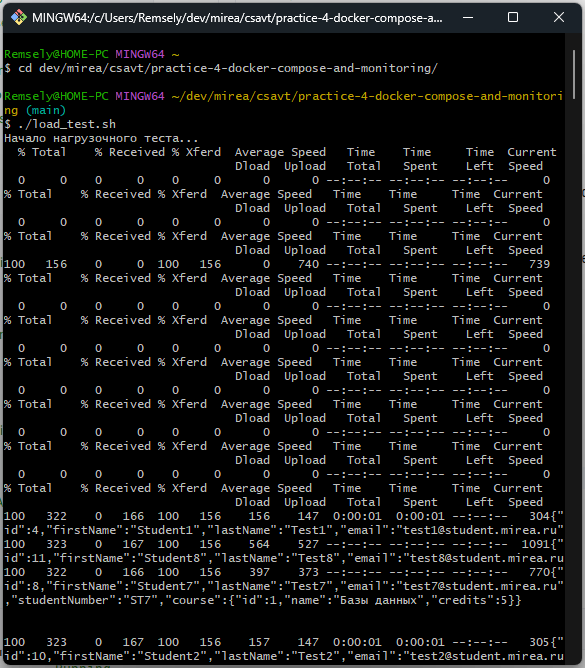 MINGW64:/c/Users/Remsely/dev/mirea/csavt/practice-4-docker-compose-a...
Remsely@HOME-PC MINGW64 ~
$ cd dev/mirea/csavt/practice-4-docker-compose-and-monitoring/
Remsely@HOME-PC MINGW64 ~/dev/mirea/csavt/practice-4-docker-compose-and-monitori
ng (main)
$ ./load_test.sh
Начало нагрузочного теста...
% Total % Received % Xferd Average Speed Time Time Time Current
Dload Upload Total Spent Left Speed
0 0 0 0 0 0 0 0 --:--:-- --:--:-- --:--:-- 0
% Total % Received % Xferd Average Speed Time Time Time Current
Dload Upload Total Spent Left Speed
0 0 0 0 0 0 0 0 --:--:-- --:--:-- --:--:-- 0
% Total % Received % Xferd Average Speed Time Time Time Current
Dload Upload Total Spent Left Speed
100 156 0 0 100 156 0 740 --:--:-- --:--:-- --:--:-- 739
% Total % Received % Xferd Average Speed Time Time Time Current
Dload Upload Total Spent Left Speed
0 0 0 0 0 0 0 0 --:--:-- --:--:-- --:--:-- 0
% Total % Received % Xferd Average Speed Time Time Time Current
Dload Upload Total Spent Left Speed
0 0 0 0 0 0 0 0 --:--:-- --:--:-- --:--:-- 0
% Total % Received % Xferd Average Speed Time Time Time Current
Dload Upload Total Spent Left Speed
0 0 0 0 0 0 0 0 --:--:-- --:--:-- --:--:-- 0
% Total % Received % Xferd Average Speed Time Time Time Current
Dload Upload Total Spent Left Speed
0 0 0 0 0 0 0 0 --:--:-- --:--:-- --:--:-- 0
% Total % Received % Xferd Average Speed Time Time Time Current
Dload Upload Total Spent Left Speed
0 0 0 0 0 0 0 0 --:--:-- --:--:-- --:--:-- 0
% Total % Received % Xferd Average Speed Time Time Time Current
Dload Upload Total Spent Left Speed
100 322 0 166 100 156 156 147 0:00:01 0:00:01 --:--:-- 304{"
id":4,"firstName":"Student1","lastName":"Test1","email":"test1@student.mirea.ru"
100 323 0 167 100 156 564 527 --:--:-- --:--:-- --:--:-- 1091{"
id":11,"firstName":"Student8","lastName":"Test8","email":"test8@student.mirea.ru
100 322 0 166 100 156 397 373 --:--:-- --:--:-- --:--:-- 770{"
id":8,"firstName":"Student7","lastName":"Test7","email":"test7@student.mirea.ru"
,"studentNumber":"ST7","course":{"id":1,"name":"Базы данных","credits":5}}
100 323 0 167 100 156 157 147 0:00:01 0:00:01 --:--:-- 305{"
id":10,"firstName":"Student2","lastName":"Test2","email":"test2@student.mirea.ru